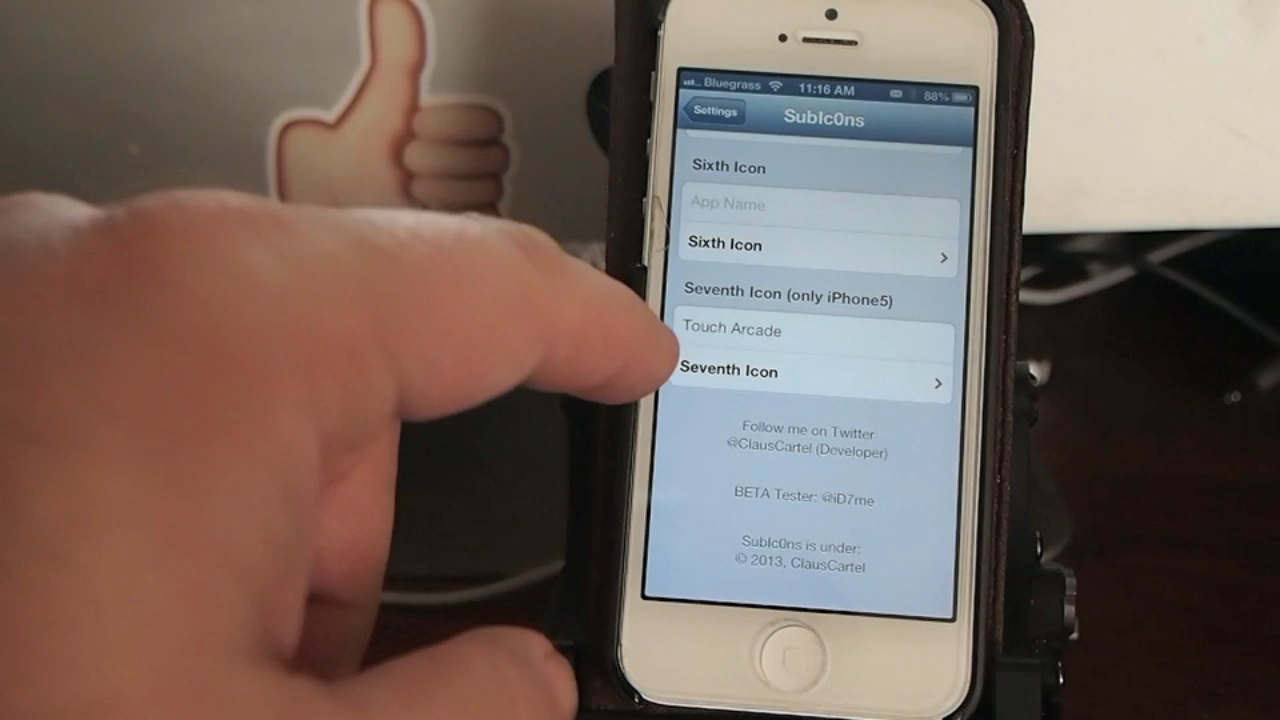 Bluegrass 11:16 AM 88%
Settings SubIc0ns
Sixth Icon
App Name
Sixth Icon
Seventh Icon (only iPhone5)
Touch Arcade
Seventh Icon
Follow me on Twitter
@ClausCartel (Developer)
BETA Tester: @iD7me
SubIc0ns is under:
© 2013, ClausCartel